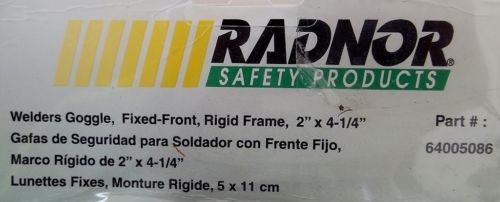 RADNOR®
SAFETY PRODUCTS
Welders Goggle, Fixed-Front, Rigid Frame, 2” x 4-1/4” Part # :
Gafas de Seguridad para Soldador con Frente Fijo, 64005086
Marco Rígido de 2” x 4-1/4”
Lunettes Fixes, Monture Rigide, 5 x 11 cm